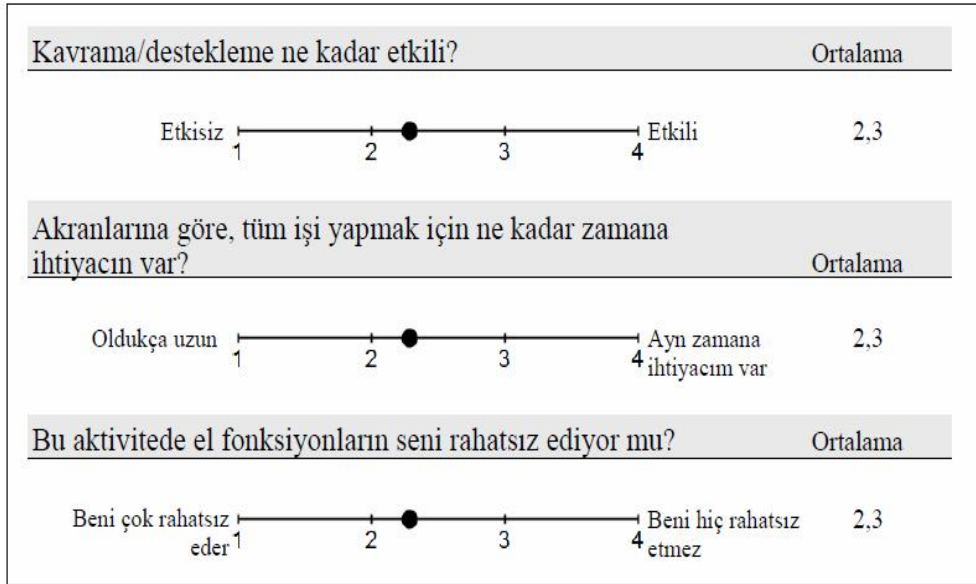 Kavrama/destekleme ne kadar etkili? Ortalama
Etkisiz Etkili 2,3
1 2 3 4
Akranlarına göre, tüm işi yapmak için ne kadar zamana
ihtiyacın var? Ortalama
Oldukça uzun Ayn zamana 2,3
1 2 3 4 ihtiyacım var
Bu aktivitede el fonksiyonların seni rahatsız ediyor mu? Ortalama
Beni çok rahatsız Beni hiç rahatsız 2,3
eder 1 2 3 4 etmez